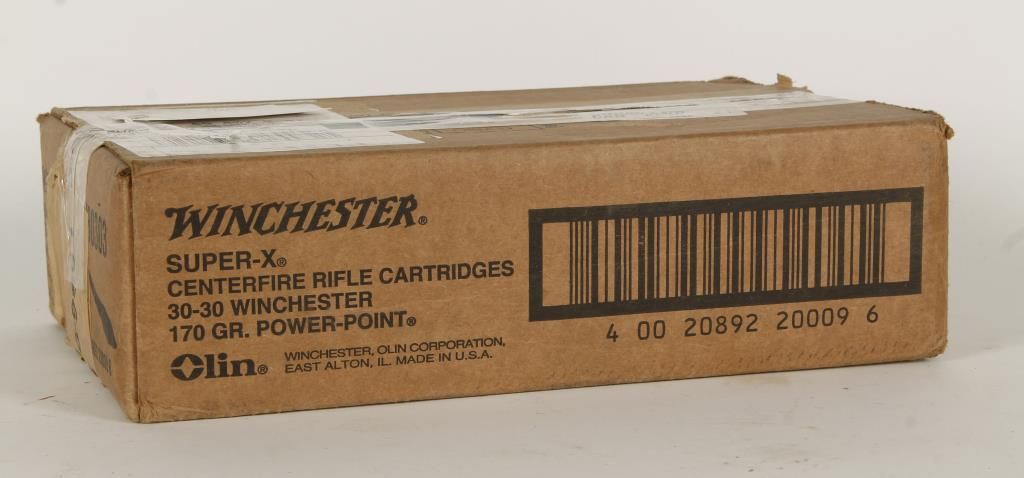 WINCHESTER®
SUPER-X®
CENTERFIRE RIFLE CARTRIDGES
30-30 WINCHESTER
170 GR. POWER-POINT®
Olin®
WINCHESTER, OLIN CORPORATION,
EAST ALTON, IL. MADE IN U.S.A.
4 00 20892 20009 6